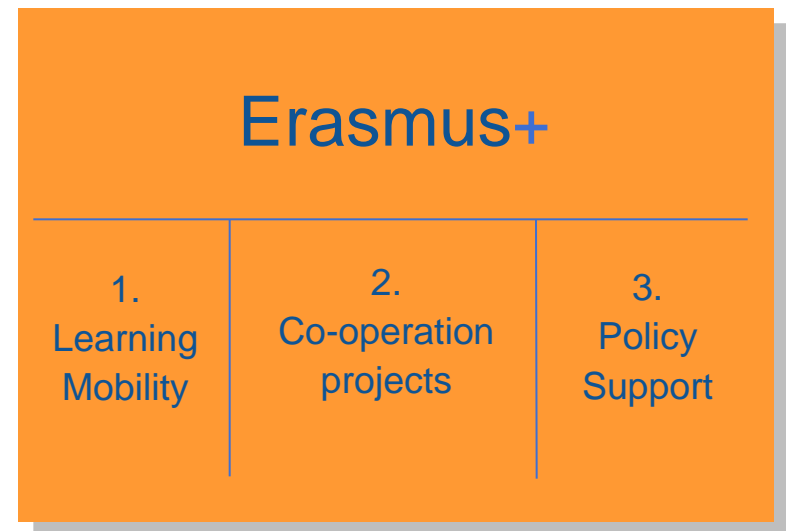 Erasmus+
1.
Learning
Mobility
2.
Co-operation
projects
3.
Policy
Support